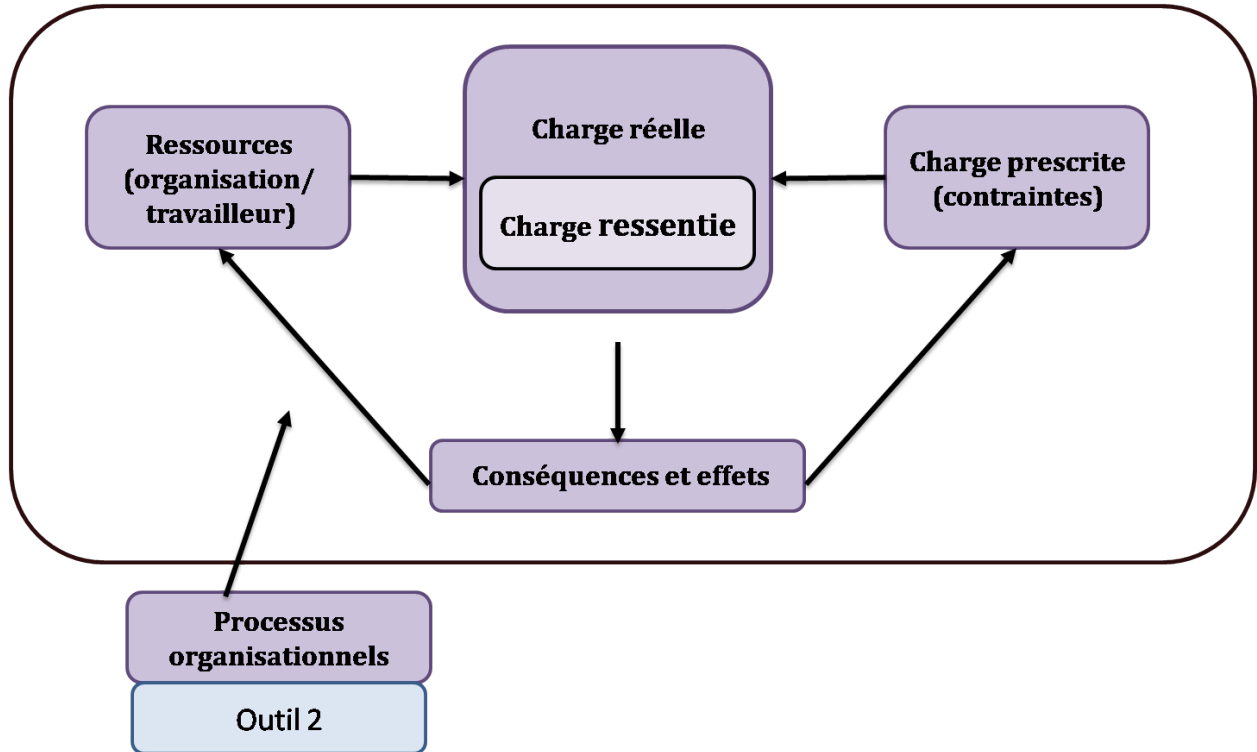 Ressources
(organisation/
travailleur)
Charge réelle
Charge ressentie
Charge prescrite
(contraintes)
Conséquences et effets
Processus
organisationnels
Outil 2